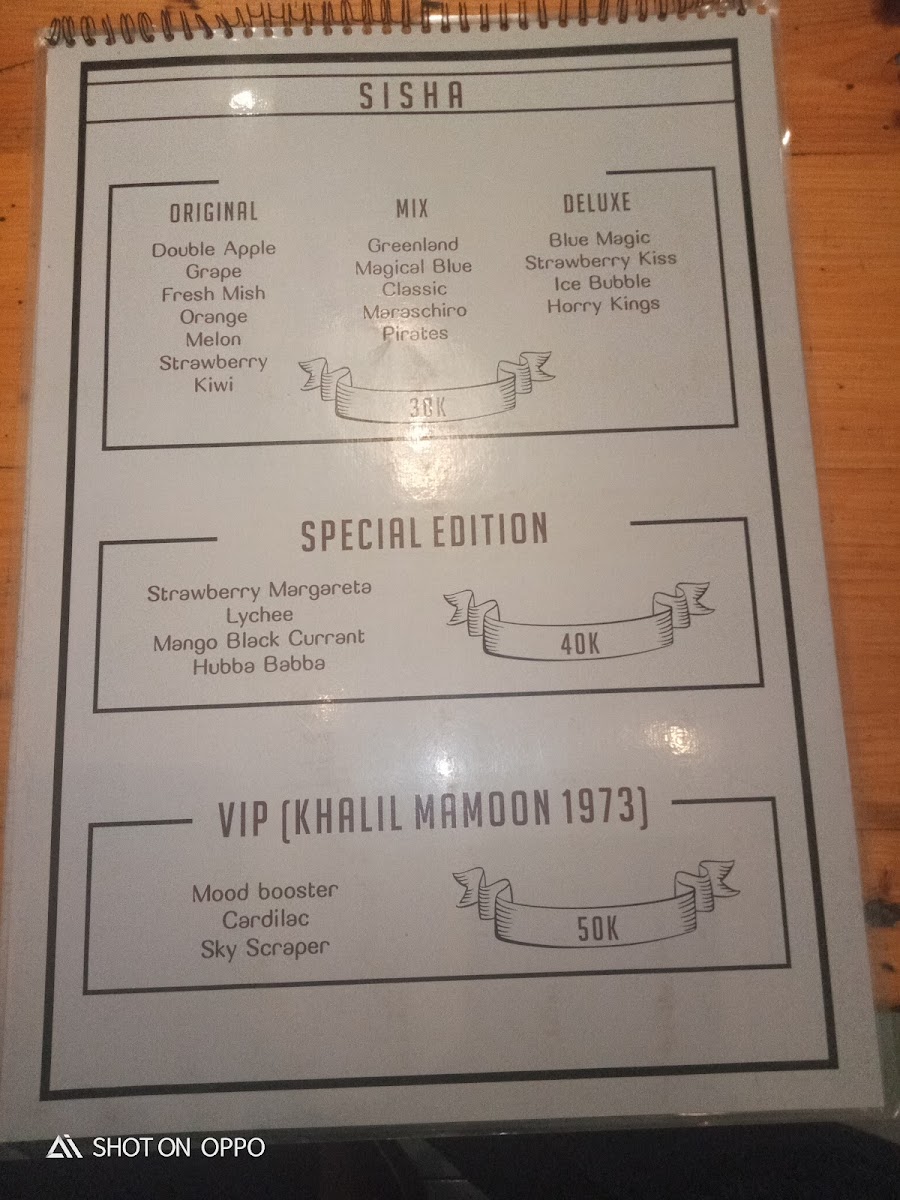 SISHA
ORIGINAL
Double Apple
Grape
Fresh Mish
Orange
Melon
Strawberry
Kiwi
MIX
Greenland
Magical Blue
Classic
Maraschiro
Pirates
DELUXE
Blue Magic
Strawberry Kiss
Ice Bubble
Horry Kings
30K
SPECIAL EDITION
Strawberry Margareta
Lychee
Mango Black Currant
Hubba Babba
40K
VIP (KHALIL MAMOON 1973)
Mood booster
Cardilac
Sky Scraper
50K
SHOT ON OPPO